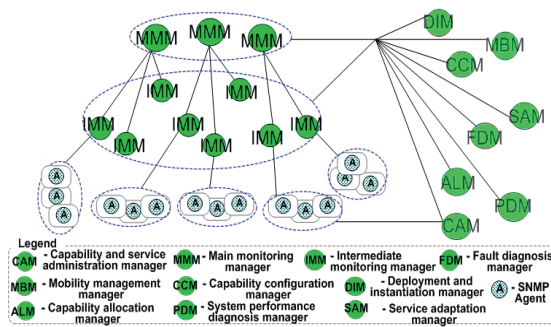 DIM
MMM MMM MMM MBM
CCM
IMM IMM
SAM
IMM IMM IMM FDM
IMM IMM IMM
A A
A A A ALM
A A A A A A A A A A PDM
A CAM
Legend
CAM - Capability and service administration manager
MMM - Main monitoring manager
IMM - Intermediate monitoring manager
FDM - Fault diagnosis manager
MBM - Mobility management manager
CCM - Capability configuration manager
DIM - Deployment and instantiation manager
A - SNMP Agent
ALM - Capability allocation manager
PDM - System performance diagnosis manager
SAM - Service adaptation manager